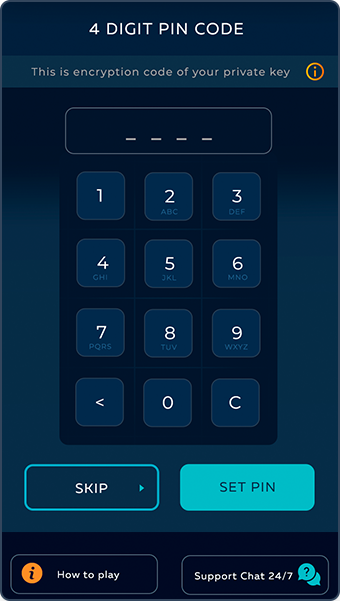 4 DIGIT PIN CODE
This is encryption code of your private key
_ _ _ _
1 2 3
ABC DEF
4 5 6
GHI JKL MNO
7 8 9
PQRS TUV WXYZ
< 0 C
SKIP SET PIN
How to play Support Chat 24/7